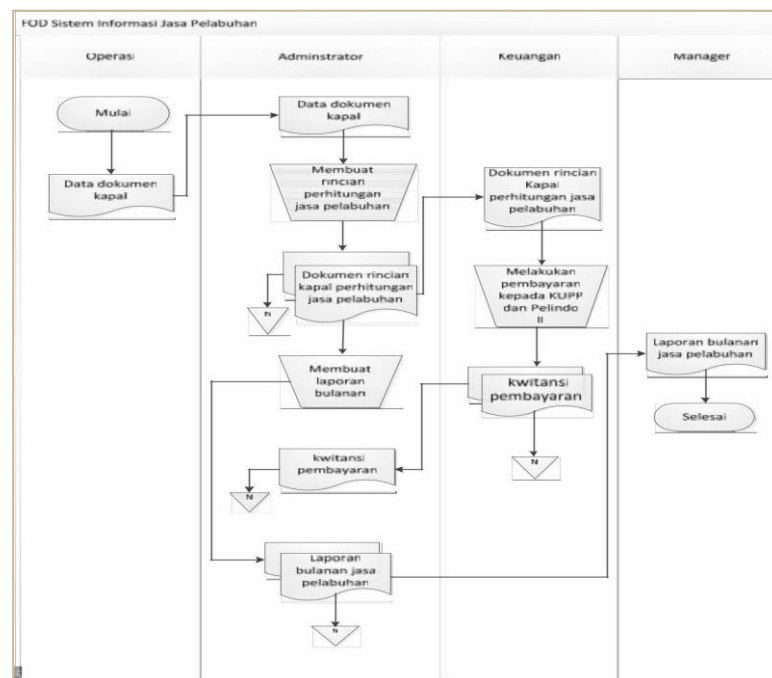 FOD Sistem Informasi Jasa Pelabuhan
Operasi
Adminstrator
Keuangan
Manager
Mulai
Data dokumen
kapal
Data dokumen
kapal
Membuat
rincian
perhitungan
jasa pelabuhan
Dokumen rincian
kapal perhitungan
jasa pelabuhan
N
Membuat
laporan
bulanan
kwitansi
pembayaran
N
Laporan
bulanan jasa
pelabuhan
N
Dokumen rincian
Kapal
perhitungan jasa
pelabuhan
Melakukan
pembayaran
kepada KUPP
dan Pelindo
II
kwitansi
pembayaran
N
Laporan bulanan
jasa pelabuhan
Selesai